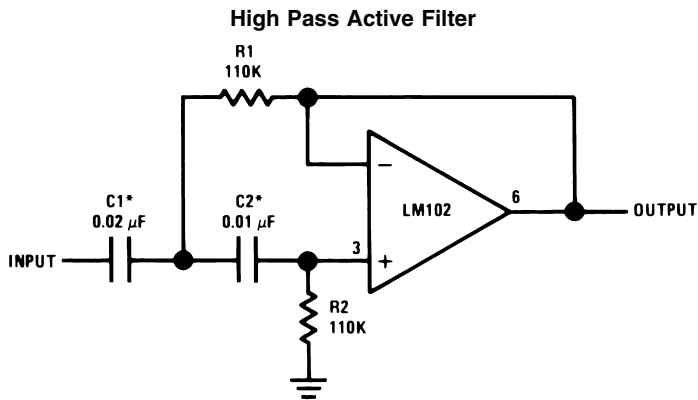 High Pass Active Filter
R1
110K
C1*
0.02 μF
C2*
0.01 μF
−
LM102
6
OUTPUT
INPUT
3
+
R2
110K